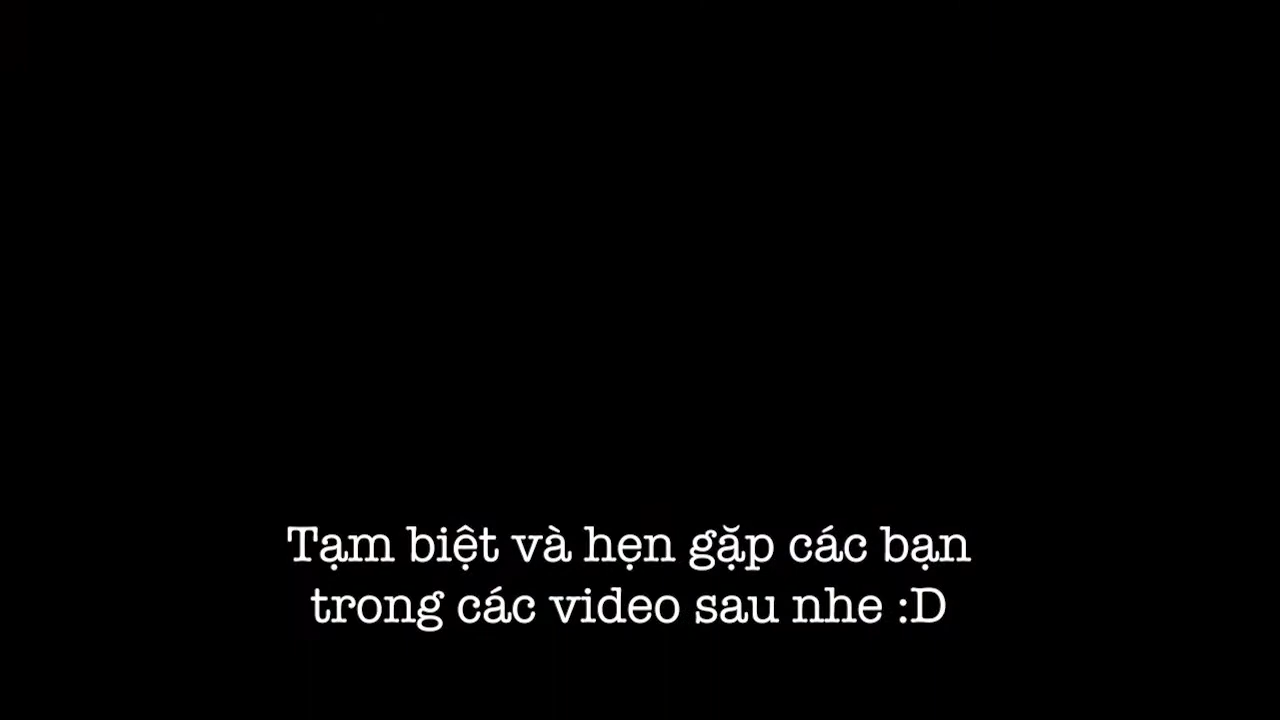 Tạm biệt và hẹn gặp các bạn
trong các video sau nhe :D